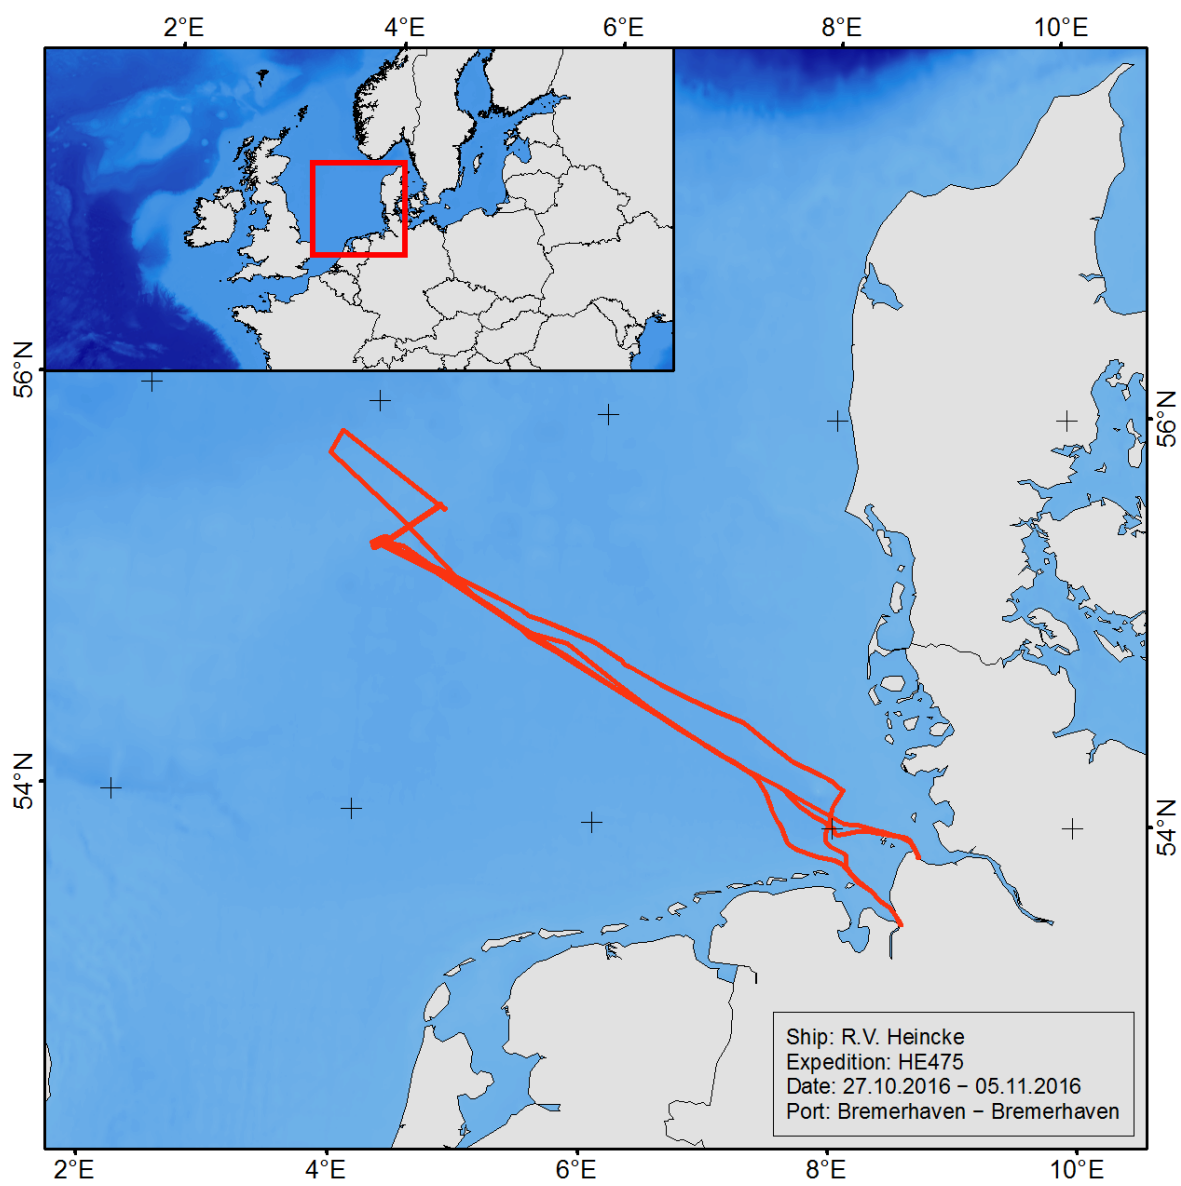 2°E 4°E 6°E 8°E 10°E
56°N
56°N
54°N
54°N
Ship: R.V. Heincke
Expedition: HE475
Date: 27.10.2016 – 05.11.2016
Port: Bremerhaven – Bremerhaven
2°E 4°E 6°E 8°E 10°E